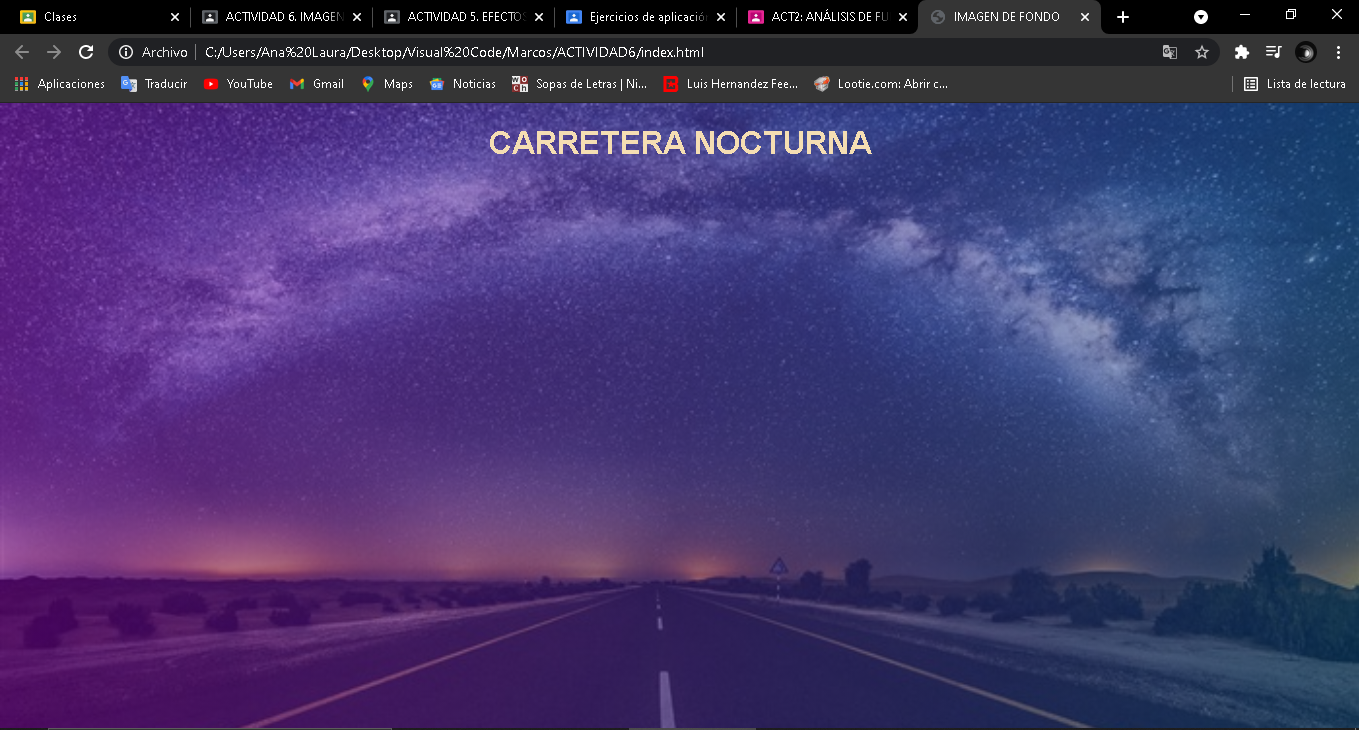 Clases
ACTIVIDAD 6. IMAGEN
ACTIVIDAD 5. EFECTOS
Ejercicios de aplicación
ACT2: ANÁLISIS DE FU
IMAGEN DE FONDO
Archivo C:/Users/Ana%20Laura/Desktop/Visual%20Code/Marcos/ACTIVIDAD6/index.html
Aplicaciones Traducir YouTube Gmail Maps Noticias Sopas de Letras | Ni... Luis Hernandez Fee... Lootie.com: Abrir c... Lista de lectura
CARRETERA NOCTURNA